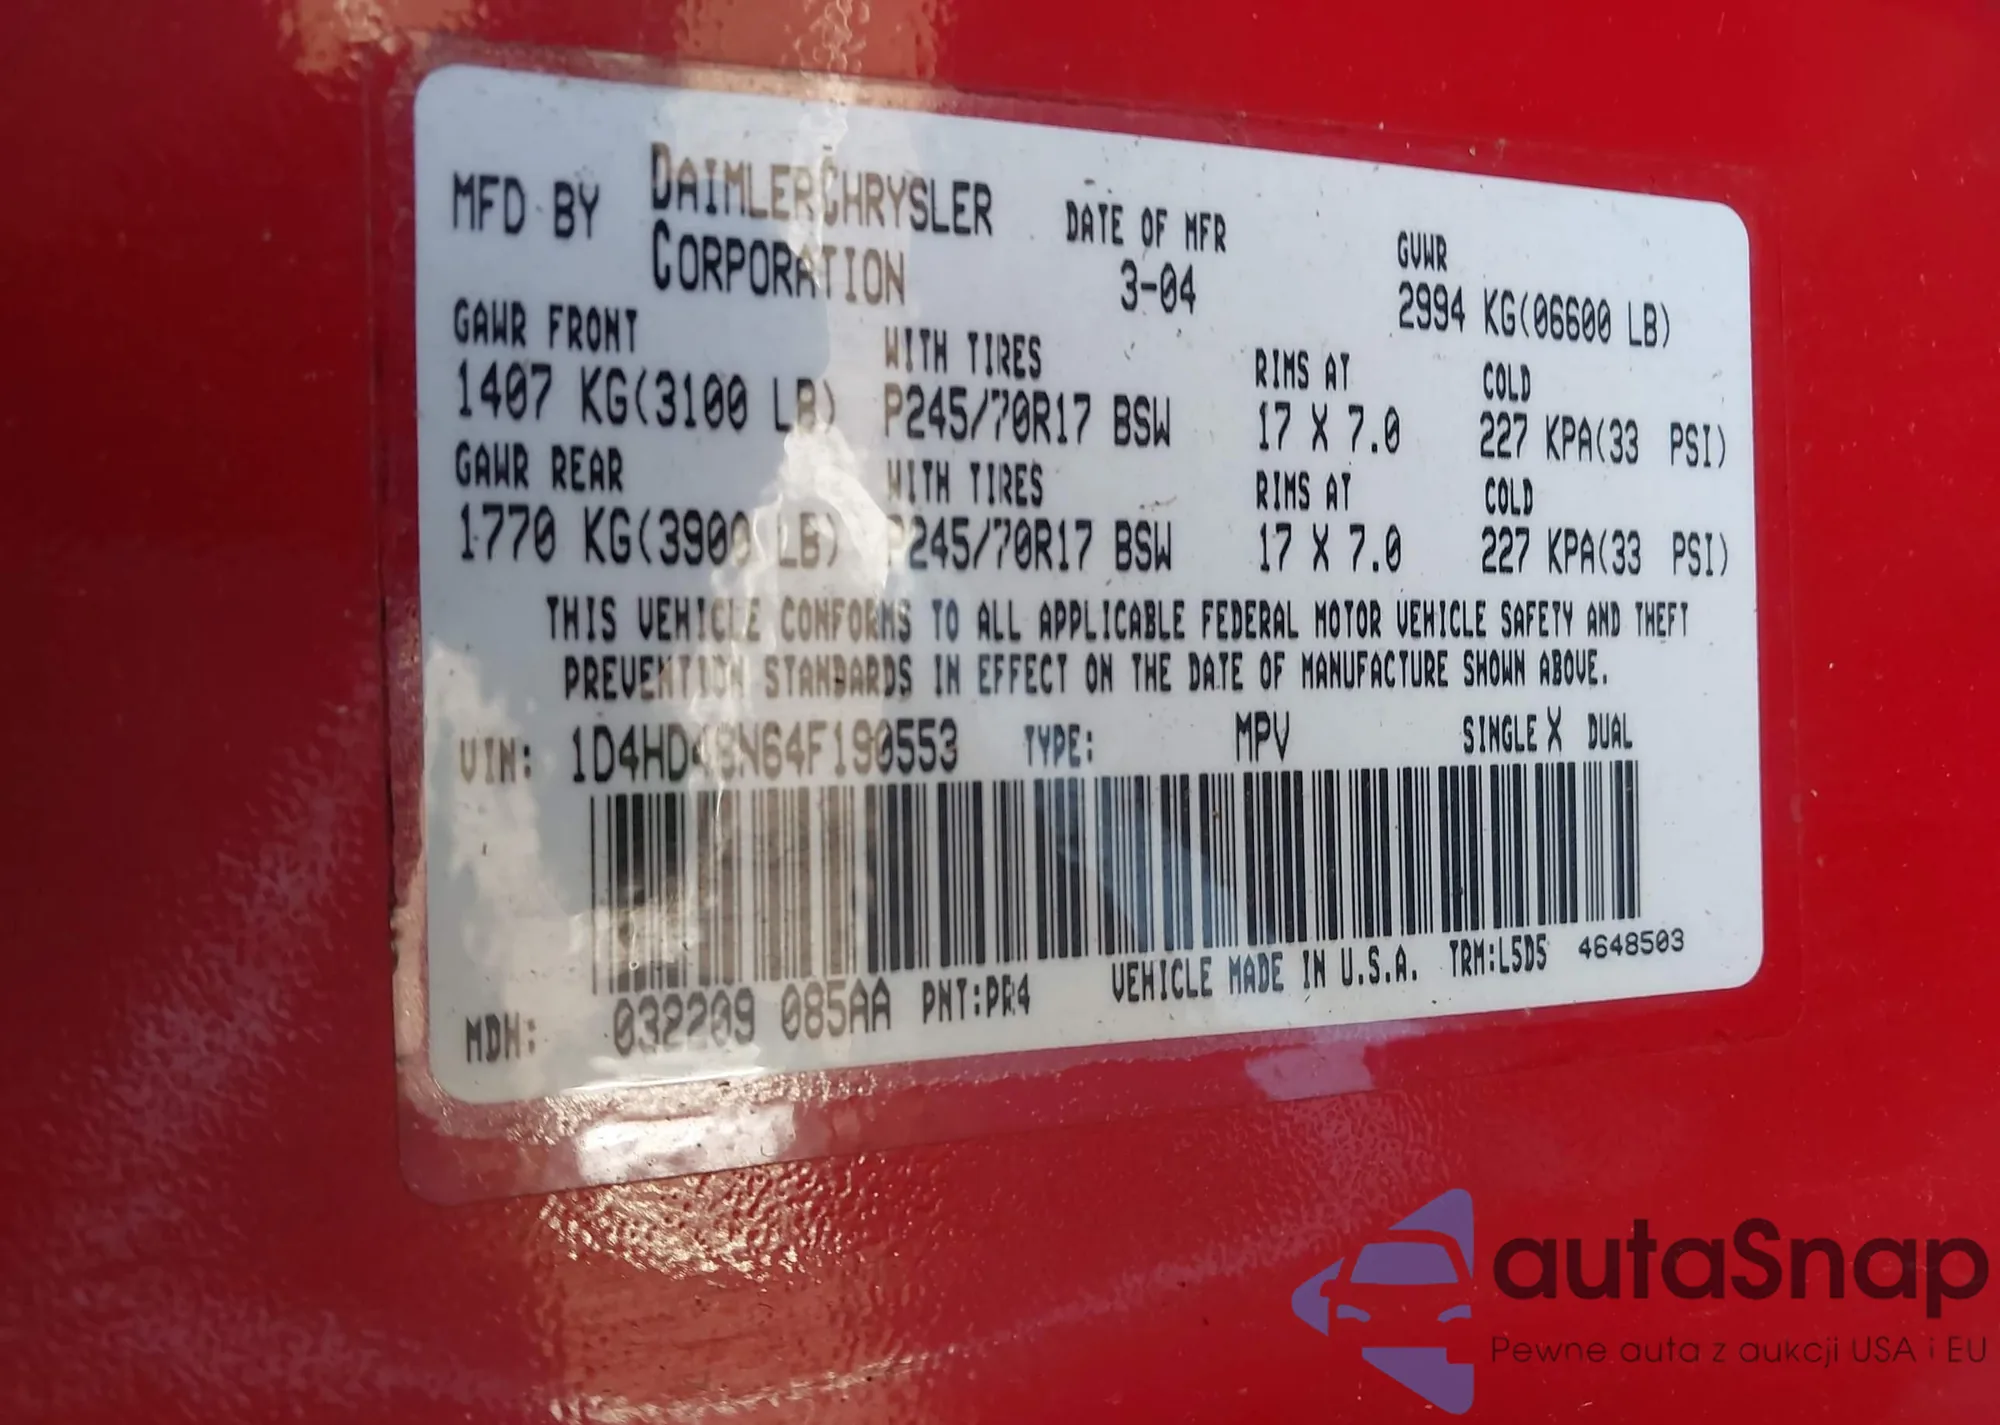 MFD BY DAIMLERCHRYSLER CORPORATION DATE OF MFR 3-04 GVWR 2994 KG(06600 LB)
GAWR FRONT WITH TIRES RIMS AT COLD
1407 KG(3100 LB) P245/70R17 BSW 17 X 7.0 227 KPA(33 PSI)
GAWR REAR WITH TIRES RIMS AT COLD
1770 KG(3900 LB) P245/70R17 BSW 17 X 7.0 227 KPA(33 PSI)
THIS VEHICLE CONFORMS TO ALL APPLICABLE FEDERAL MOTOR VEHICLE SAFETY AND THEFT
PREVENTION STANDARDS IN EFFECT ON THE DATE OF MANUFACTURE SHOWN ABOVE.
VIN: 1D4HD48N64F190553 TYPE: MPV SINGLE X DUAL
MDH: 032209 085AA PNT:PR4 VEHICLE MADE IN U.S.A. TRM:L5D5 4648503
autaSnap
Pewne auta z aukcji USA i EU